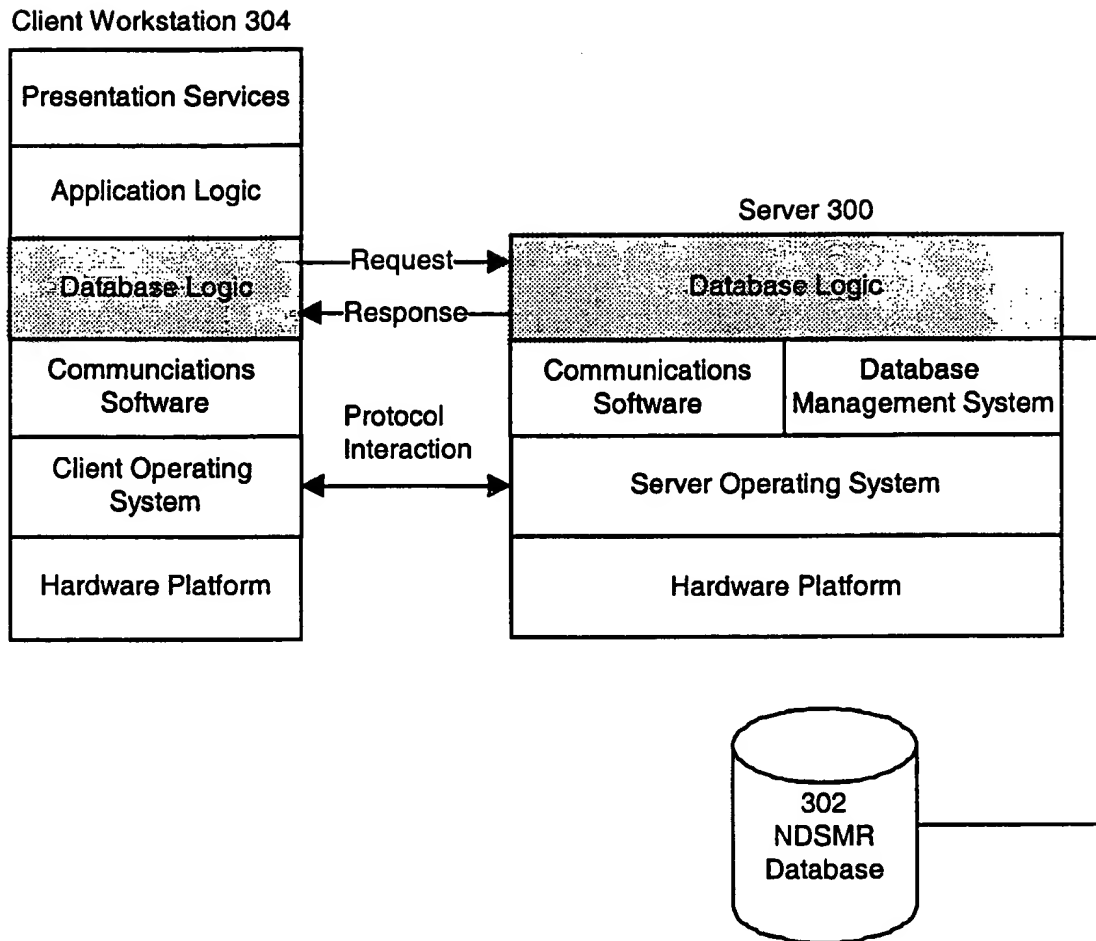 Client Workstation 304
Presentation Services
Application Logic
Database Logic
Communciations
Software
Client Operating
System
Hardware Platform
Request
Response
Protocol
Interaction
Server 300
Database Logic
Communications
Software
Database
Management System
Server Operating System
Hardware Platform
302
NDSMR
Database